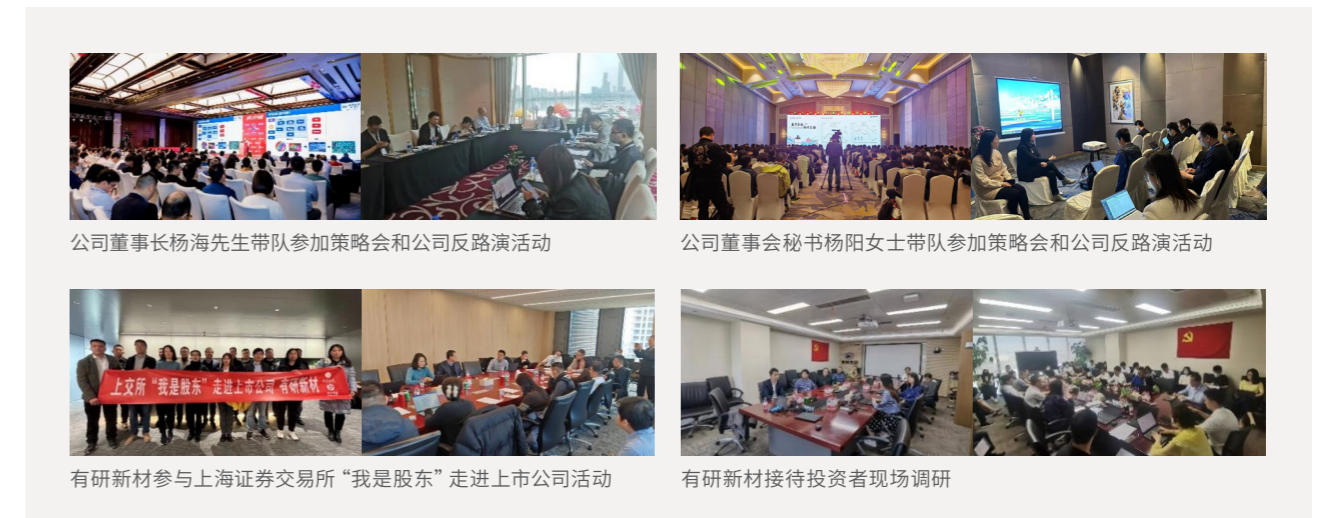 公司董事长杨海先生带队参加策略会和公司反路演活动
公司董事会秘书杨阳女士带队参加策略会和公司反路演活动
上交所“我是股东”走进上市公司 有研新材
有研新材参与上海证券交易所“我是股东”走进上市公司活动
有研新材接待投资者现场调研